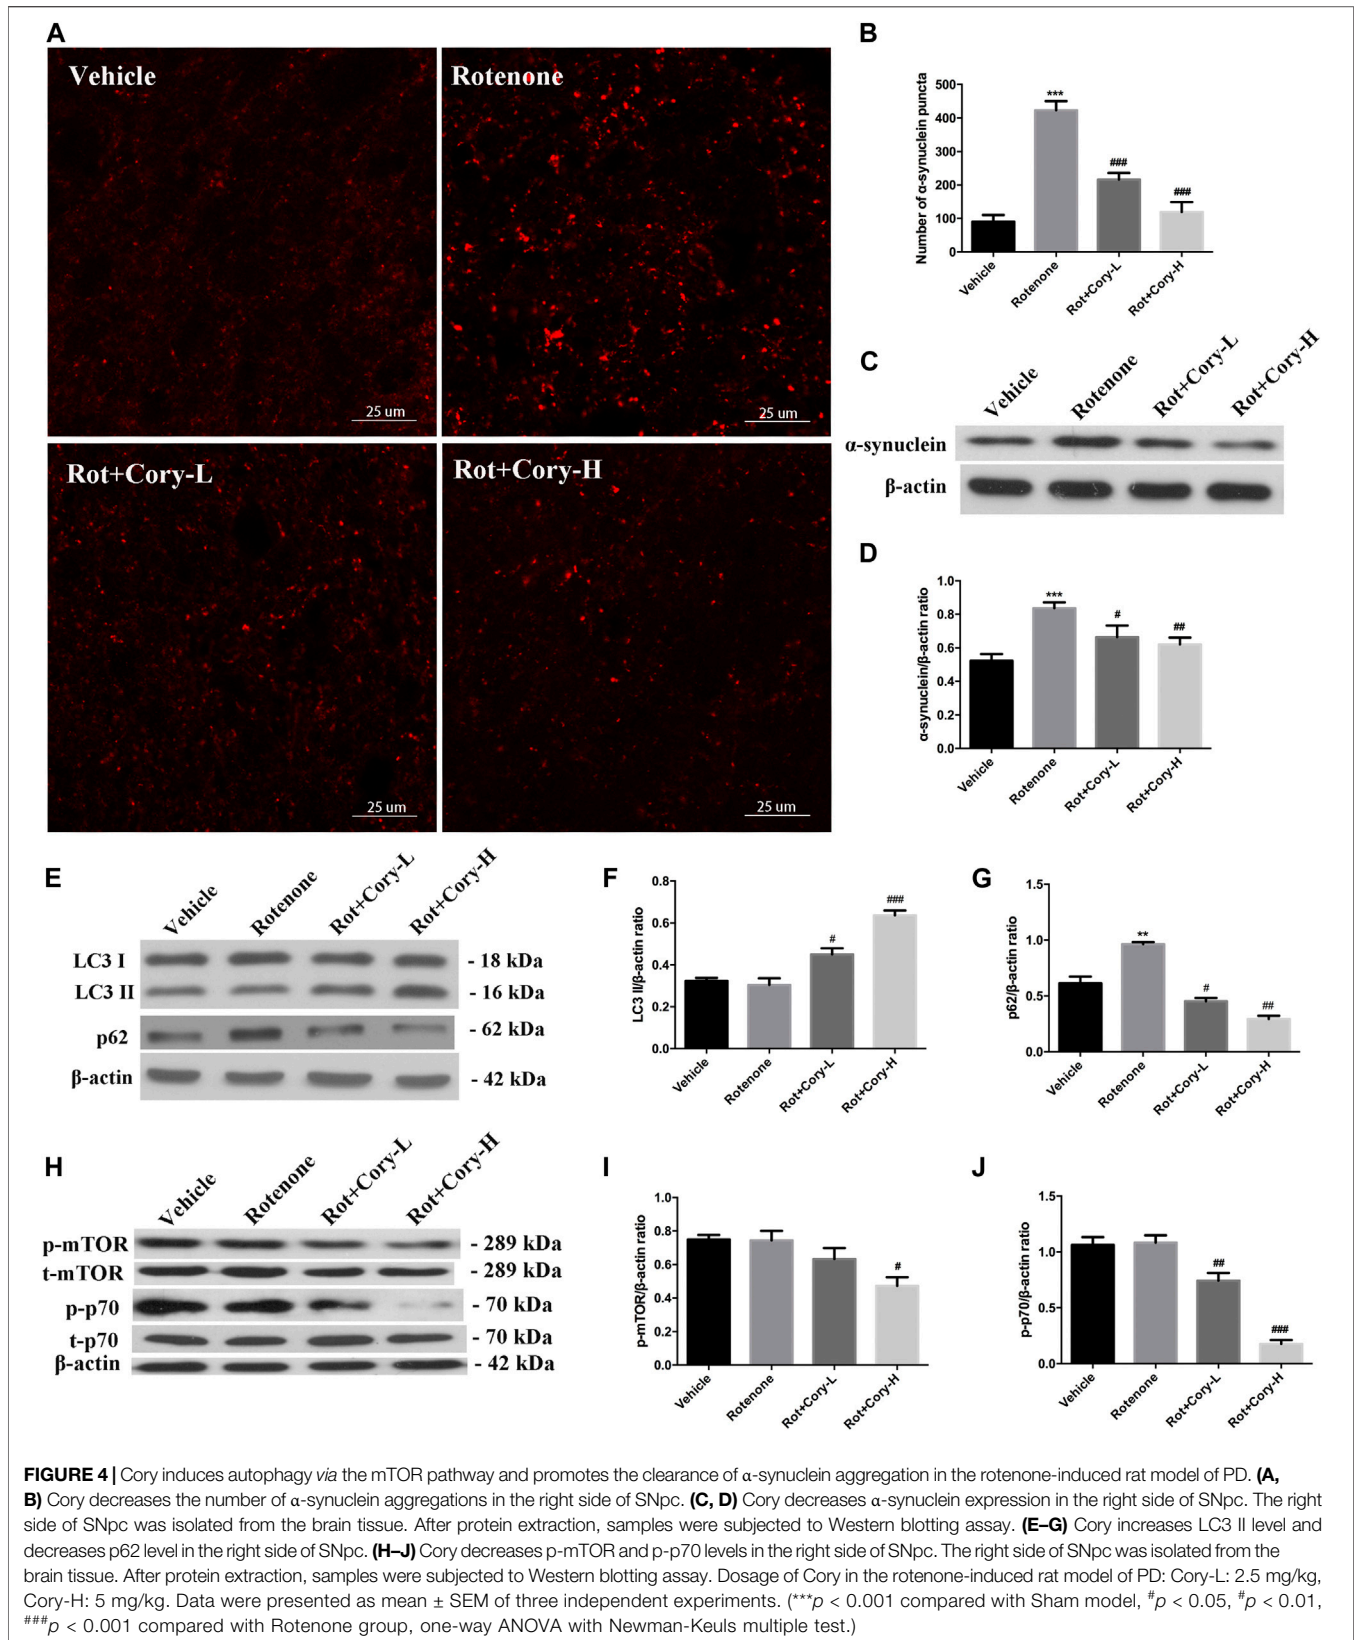 A
Vehicle
25 um
Rotenone
25 um
Rot+Cory-L
25 um
Rot+Cory-H
25 um
B
Number of α-synuclein puncta
500
400
300
200
100
0
***
###
###
Vehicle
Rotenone
Rot+Cory-L
Rot+Cory-H
C
Vehicle
Rotenone
Rot+Cory-L
Rot+Cory-H
α-synuclein
β-actin
D
α-synuclein/β-actin ratio
1.0
0.8
0.6
0.4
0.2
0.0
***
#
##
Vehicle
Rotenone
Rot+Cory-L
Rot+Cory-H
E
Vehicle
Rotenone
Rot+Cory-L
Rot+Cory-H
LC3 I
- 18 kDa
LC3 II
- 16 kDa
p62
- 62 kDa
β-actin
- 42 kDa
F
LC3 II/β-actin ratio
0.8
0.6
0.4
0.2
0.0
#
###
Vehicle
Rotenone
Rot+Cory-L
Rot+Cory-H
G
p62/β-actin ratio
1.5
1.0
0.5
0.0
**
#
##
Vehicle
Rotenone
Rot+Cory-L
Rot+Cory-H
H
Vehicle
Rotenone
Rot+Cory-L
Rot+Cory-H
p-mTOR
- 289 kDa
t-mTOR
- 289 kDa
p-p70
- 70 kDa
t-p70
- 70 kDa
β-actin
- 42 kDa
I
p-mTOR/β-actin ratio
1.0
0.8
0.6
0.4
0.2
0.0
#
Vehicle
Rotenone
Rot+Cory-L
Rot+Cory-H
J
p-p70/β-actin ratio
1.5
1.0
0.5
0.0
##
###
Vehicle
Rotenone
Rot+Cory-L
Rot+Cory-H
FIGURE 4 | Cory induces autophagy via the mTOR pathway and promotes the clearance of α-synuclein aggregation in the rotenone-induced rat model of PD. (A,
B) Cory decreases the number of α-synuclein aggregations in the right side of SNpc. (C, D) Cory decreases α-synuclein expression in the right side of SNpc. The right
side of SNpc was isolated from the brain tissue. After protein extraction, samples were subjected to Western blotting assay. (E–G) Cory increases LC3 II level and
decreases p62 level in the right side of SNpc. (H–J) Cory decreases p-mTOR and p-p70 levels in the right side of SNpc. The right side of SNpc was isolated from the
brain tissue. After protein extraction, samples were subjected to Western blotting assay. Dosage of Cory in the rotenone-induced rat model of PD: Cory-L: 2.5 mg/kg,
Cory-H: 5 mg/kg. Data were presented as mean ± SEM of three independent experiments. (***p < 0.001 compared with Sham model, #p < 0.05, #p < 0.01,
###p < 0.001 compared with Rotenone group, one-way ANOVA with Newman-Keuls multiple test.)